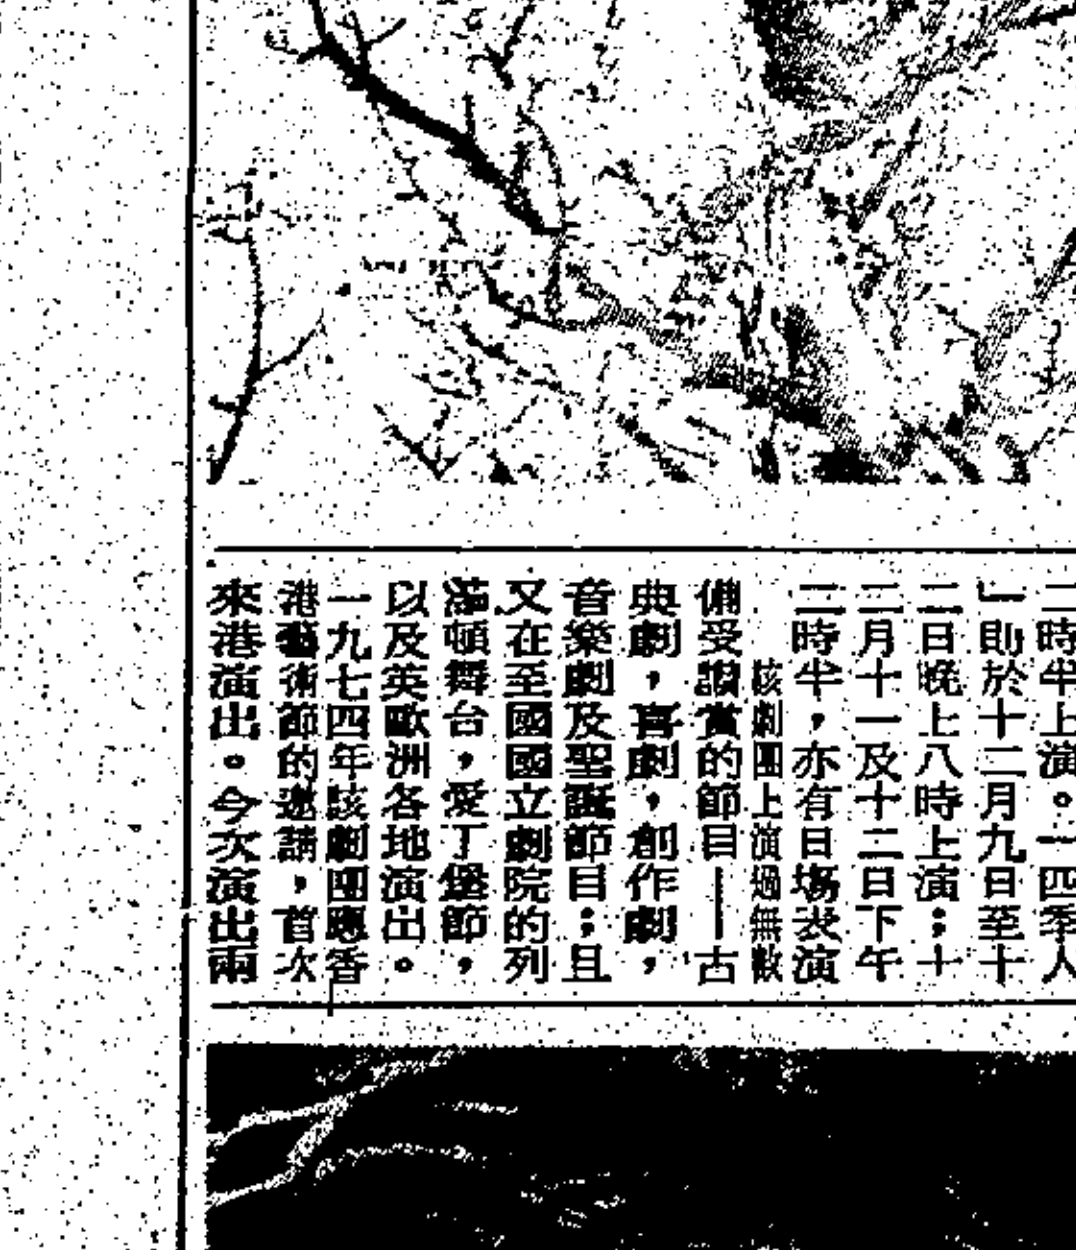 二時半上演。一四季人
」則於十二月九日至十
二日晚上八時上演；十
二月十一及十二日下午
二時半，亦有日場表演
該劇團上演過無數
備受讚賞的節目——古
典劇，喜劇，創作劇，
音樂劇及聖誕節目；且
又在至國國立劇院的列
頓舞台，愛丁堡節，
以及英歐洲各地演出。
一九七四年該劇團應香
港藝術節的邀請，首次
來港演出。今次演出兩